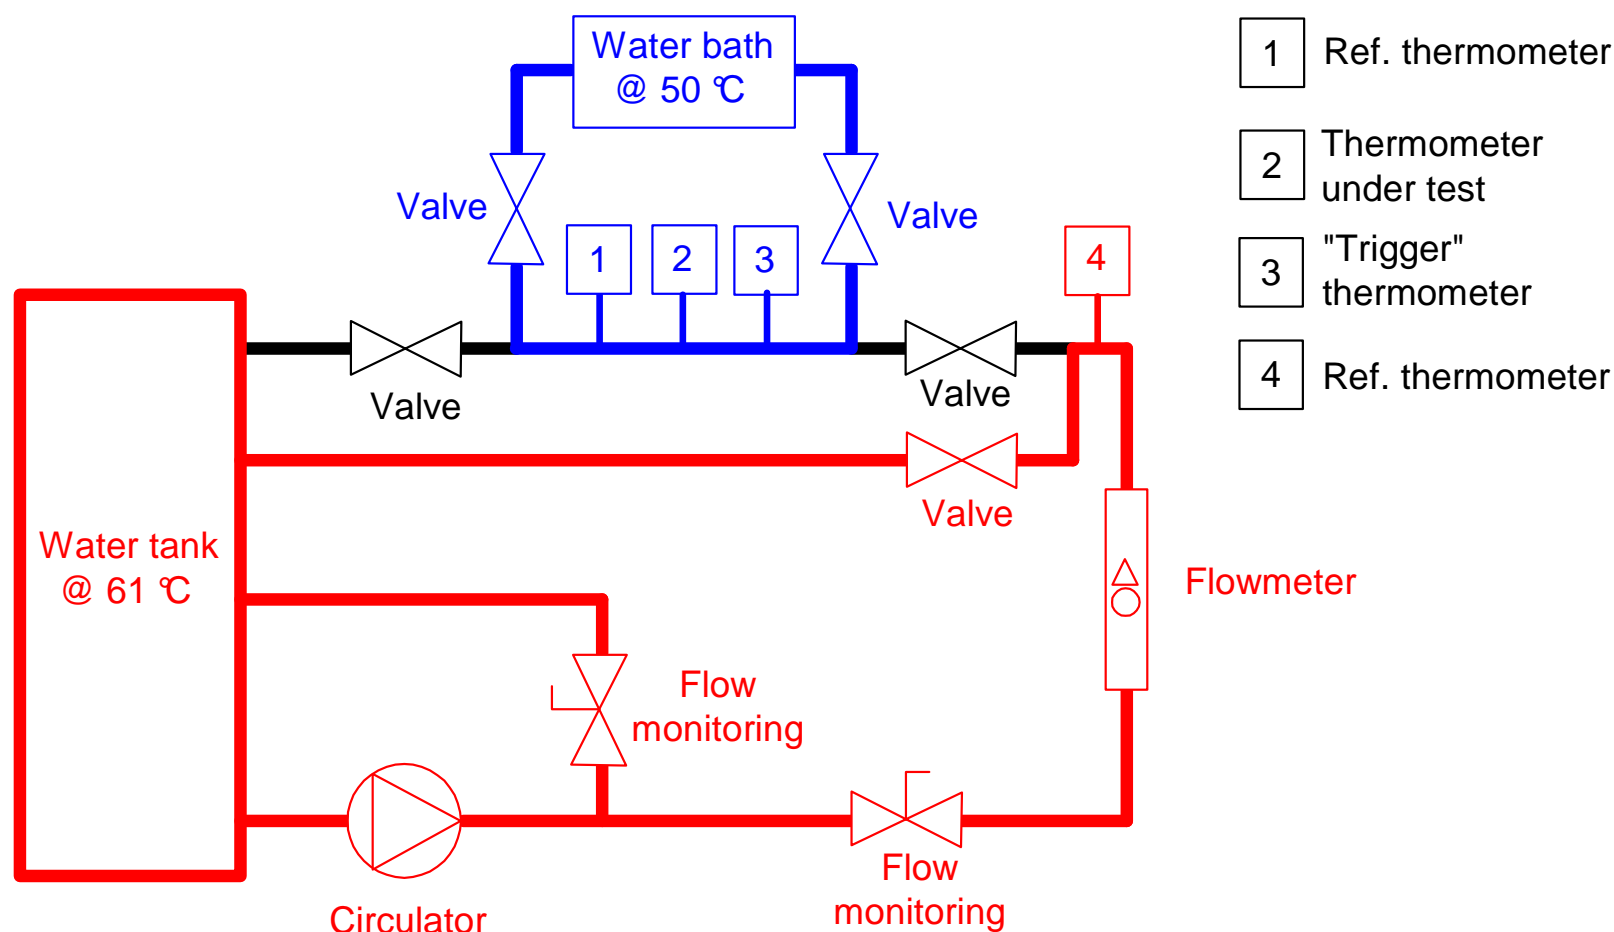 Water bath
@ 50 °C
Valve
Valve
1
2
3
4
Valve
Valve
Valve
Water tank
@ 61 °C
Flowmeter
Flow
monitoring
Flow
monitoring
Circulator
1
Ref. thermometer
2
Thermometer
under test
3
"Trigger"
thermometer
4
Ref. thermometer